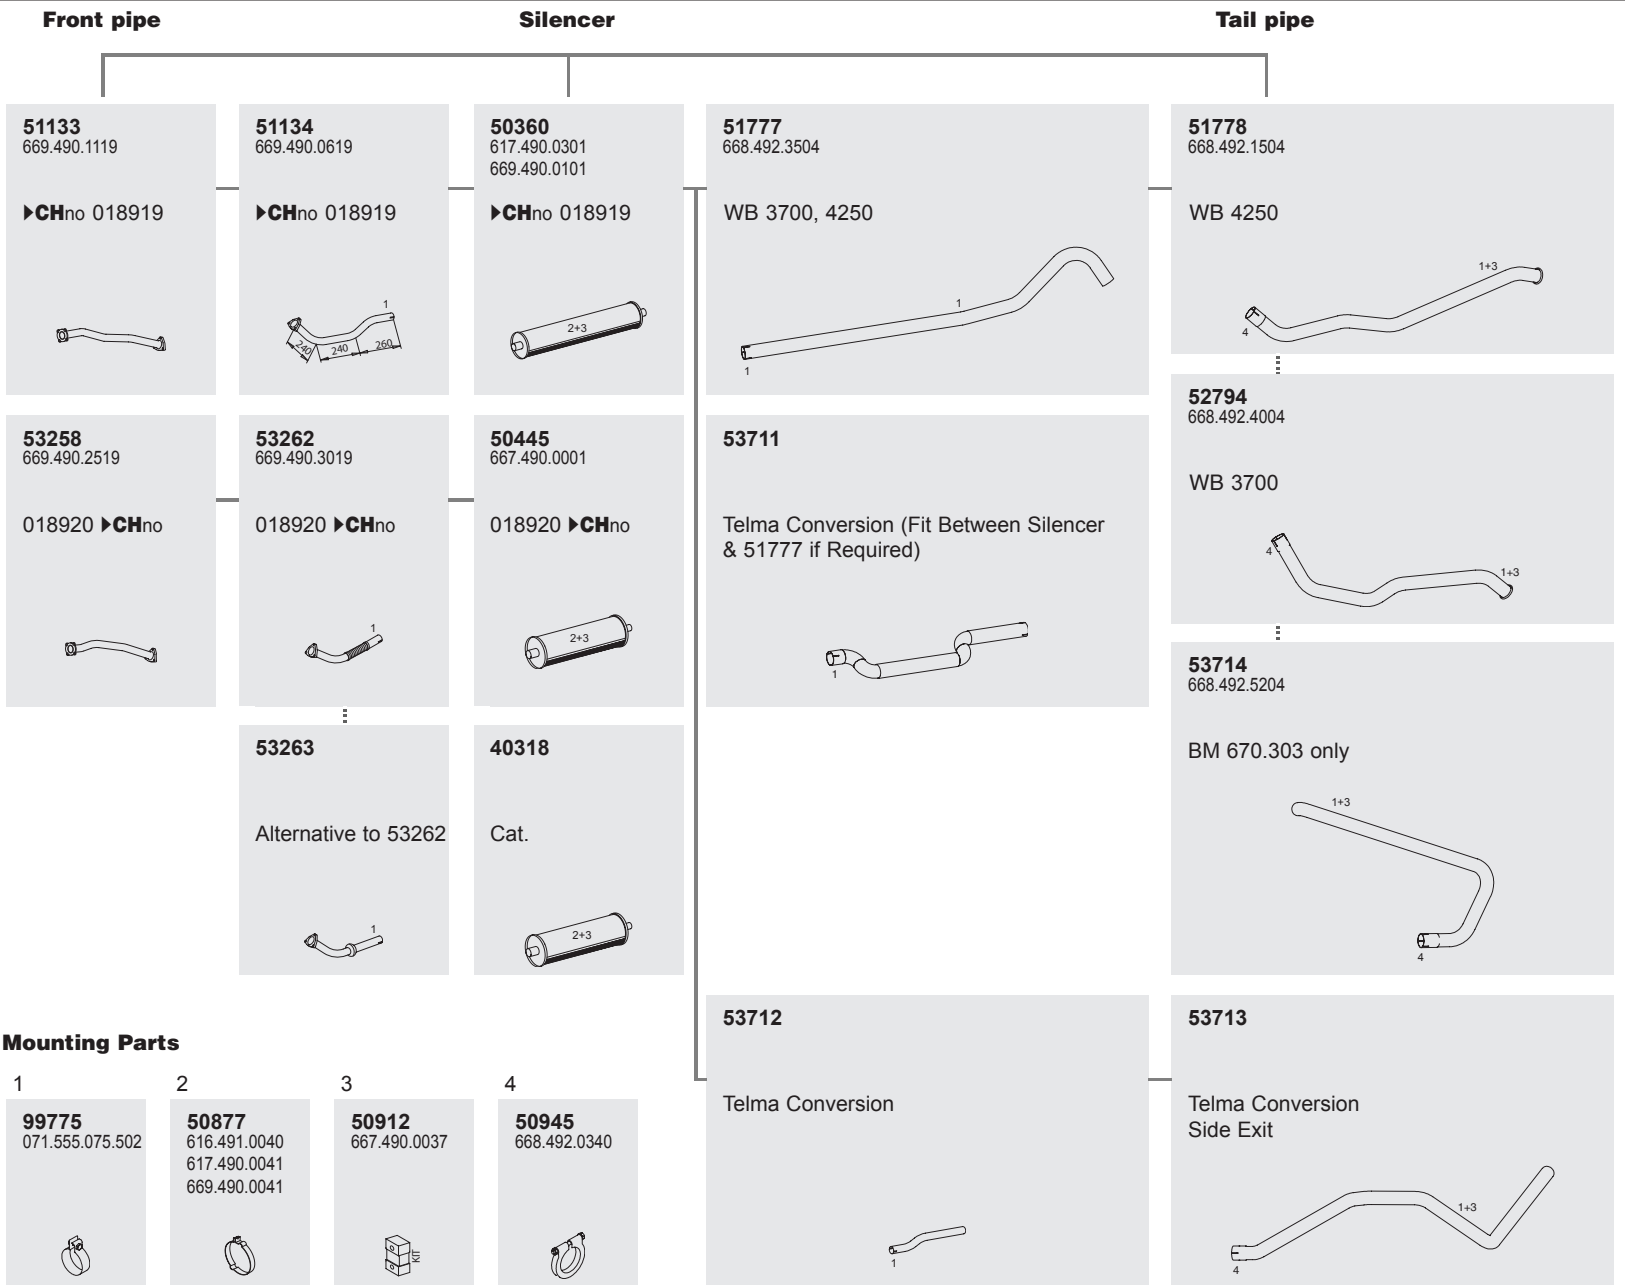 Front pipe
Silencer
Tail pipe
51133
669.490.1119
▶CHno 018919
51134
669.490.0619
▶CHno 018919
1
240
240
260
50360
617.490.0301
669.490.0101
▶CHno 018919
2+3
51777
668.492.3504
WB 3700, 4250
1
1
51778
668.492.1504
WB 4250
1+3
4
53258
669.490.2519
018920 ▶CHno
53262
669.490.3019
018920 ▶CHno
1
50445
667.490.0001
018920 ▶CHno
2+3
53711
Telma Conversion (Fit Between Silencer
& 51777 if Required)
1
52794
668.492.4004
WB 3700
4
1+3
53714
668.492.5204
BM 670.303 only
1+3
4
53263
Alternative to 53262
1
40318
Cat.
2+3
53712
Telma Conversion
1
53713
Telma Conversion
Side Exit
1+3
4
Mounting Parts
1
99775
071.555.075.502
2
50877
616.491.0040
617.490.0041
669.490.0041
3
50912
667.490.0037
KIT
4
50945
668.492.0340